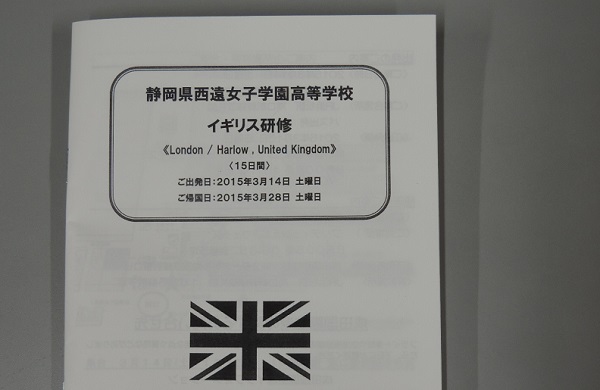 静岡県西遠女子学園高等学校
イギリス研修
《London / Harlow , United Kingdom》
〈15日間〉
ご出発日：2015年3月14日 土曜日
ご帰国日：2015年3月28日 土曜日